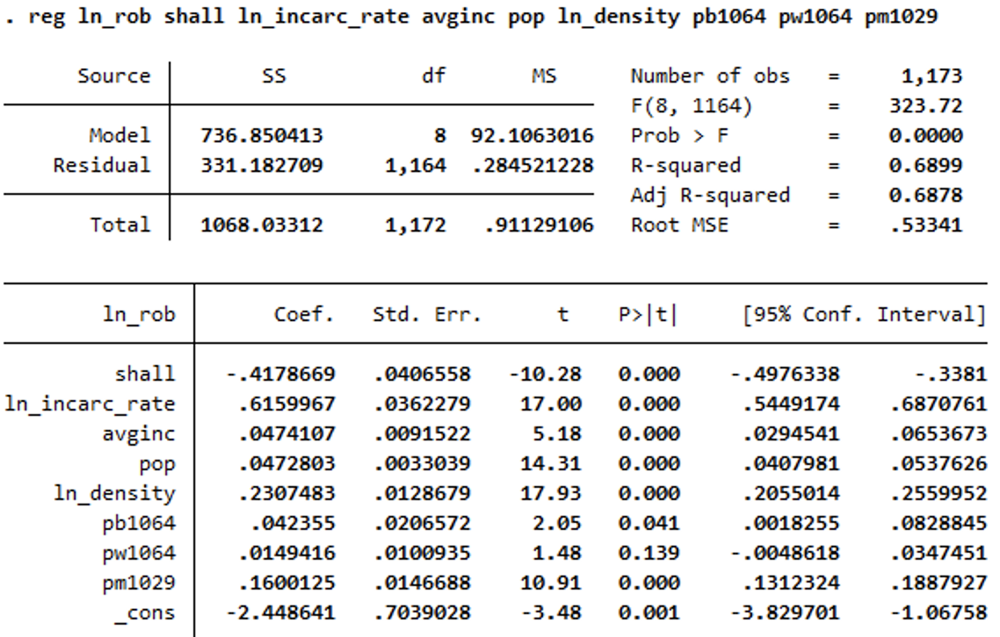 . reg ln_rob shall ln_incarc_rate avginc pop ln_density pb1064 pw1064 pm1029
Source SS df MS Number of obs = 1,173
F(8, 1164) = 323.72
Model 736.850413 8 92.1063016 Prob > F = 0.0000
Residual 331.182709 1,164 .284521228 R-squared = 0.6899
Adj R-squared = 0.6878
Total 1068.03312 1,172 .91129106 Root MSE = .53341
ln_rob Coef. Std. Err. t P>|t| [95% Conf. Interval]
shall -.4178669 .0406558 -10.28 0.000 -.4976338 -.3381
ln_incarc_rate .6159967 .0362279 17.00 0.000 .5449174 .6870761
avginc .0474107 .0091522 5.18 0.000 .0294541 .0653673
pop .0472803 .0033039 14.31 0.000 .0407981 .0537626
ln_density .2307483 .0128679 17.93 0.000 .2055014 .2559952
pb1064 .042355 .0206572 2.05 0.041 .0018255 .0828845
pw1064 .0149416 .0100935 1.48 0.139 -.0048618 .0347451
pm1029 .1600125 .0146688 10.91 0.000 .1312324 .1887927
_cons -2.448641 .7039028 -3.48 0.001 -3.829701 -1.06758